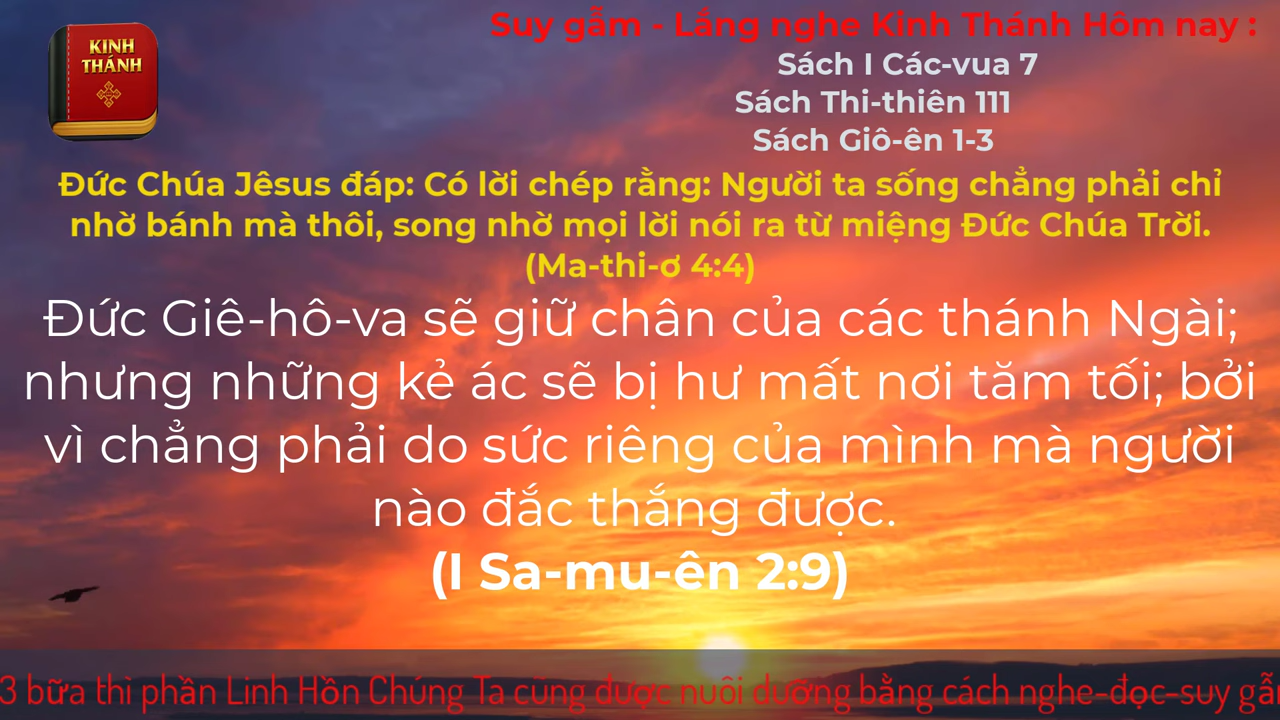 KINH
THÁNH
Suy gẫm - Lắng nghe Kinh Thánh Hôm nay :
Sách I Các-vua 7
Sách Thi-thiên 111
Sách Giô-ên 1-3
Đức Chúa Jêsus đáp: Có lời chép rằng: Người ta sống chẳng phải chỉ
nhờ bánh mà thôi, song nhờ mọi lời nói ra từ miệng Đức Chúa Trời.
(Ma-thi-ơ 4:4)
Đức Giê-hô-va sẽ giữ chân của các thánh Ngài;
nhưng những kẻ ác sẽ bị hư mất nơi tăm tối; bởi
vì chẳng phải do sức riêng của mình mà người
nào đắc thắng được.
(I Sa-mu-ên 2:9)
3 bữa thì phần Linh Hồn Chúng Ta cũng được nuôi dưỡng bằng cách nghe-đọc-suy